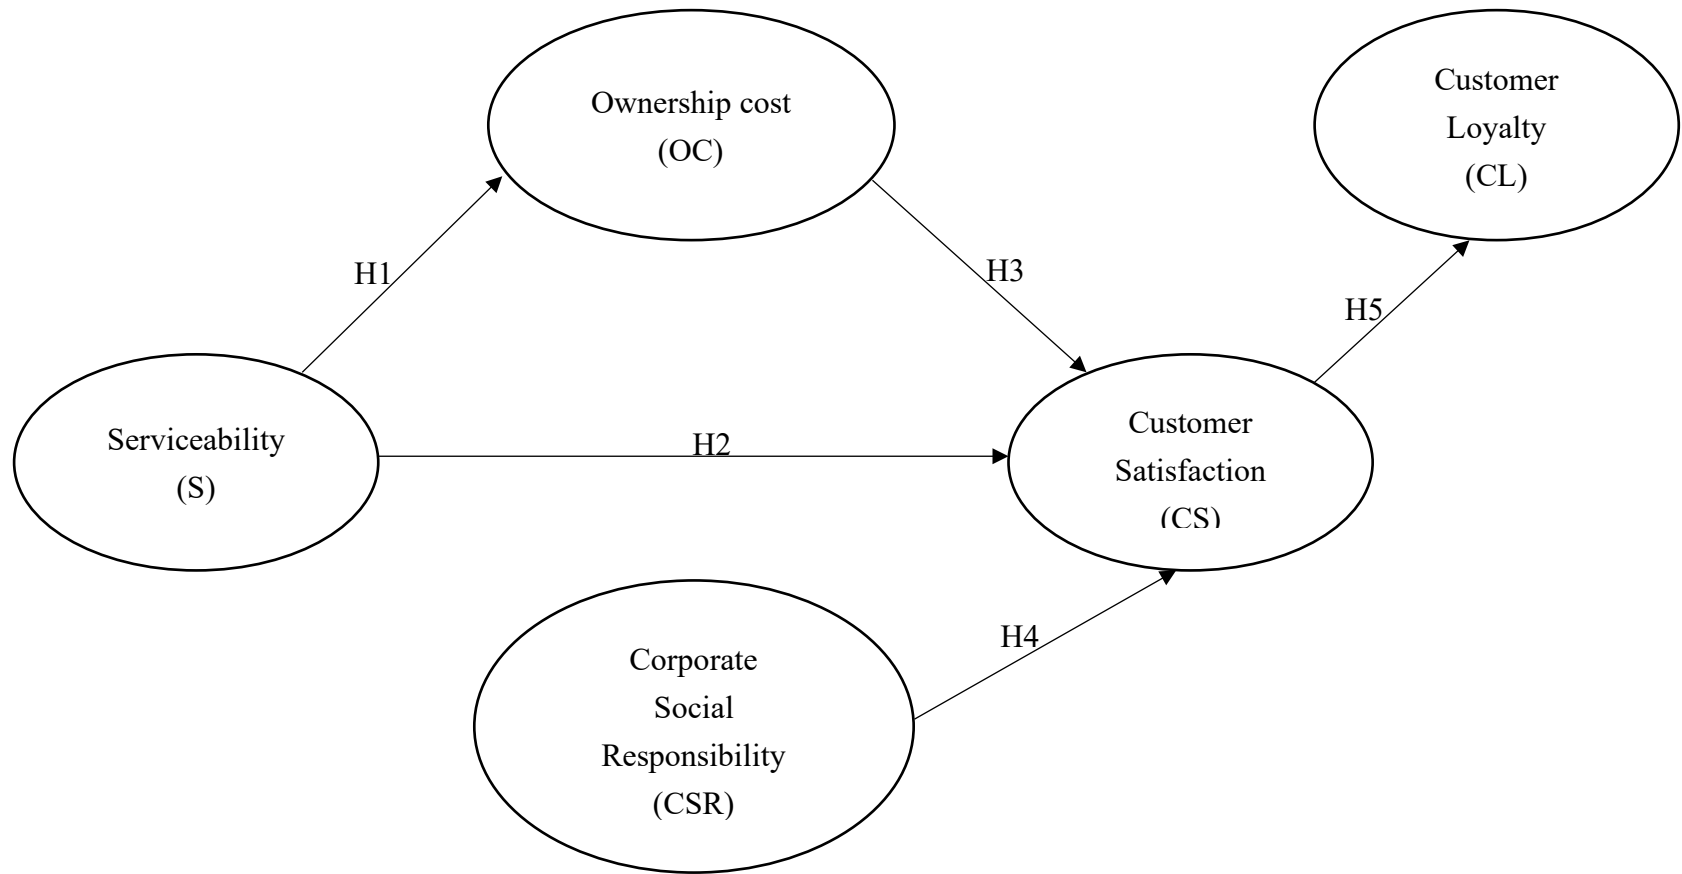 Ownership cost
(OC)
Customer
Loyalty
(CL)
H1
H3
H5
Serviceability
(S)
H2
Customer
Satisfaction
(CS)
H4
Corporate
Social
Responsibility
(CSR)